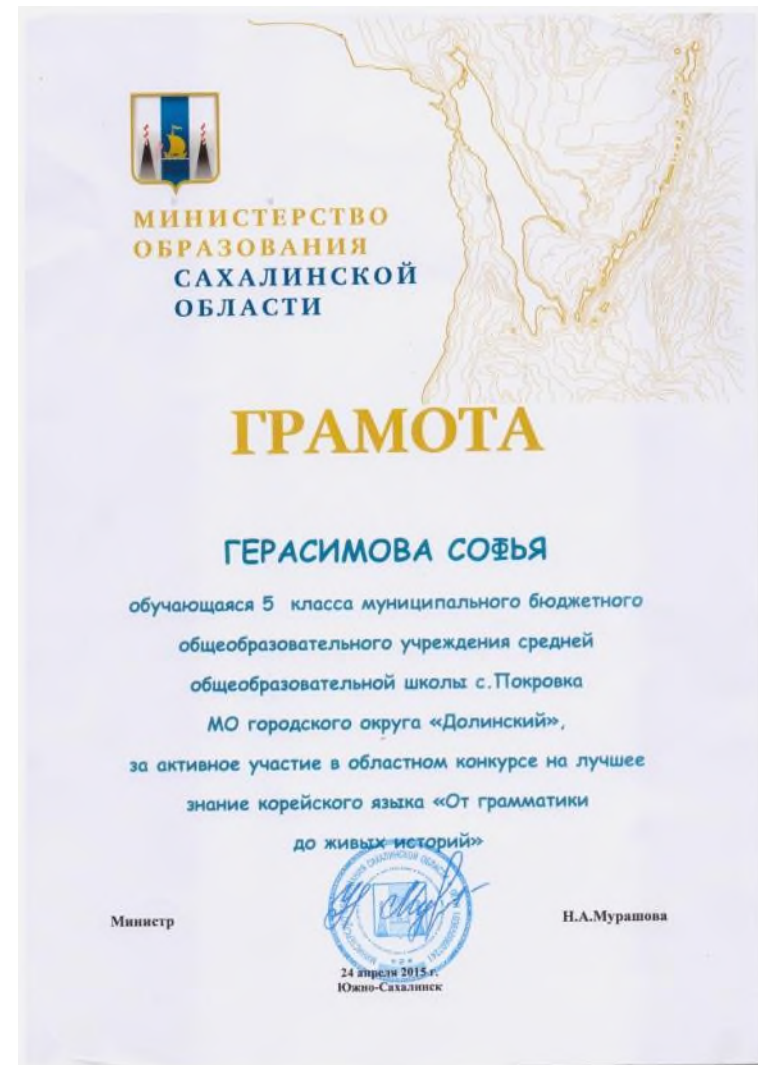 МИНИСТЕРСТВО
ОБРАЗОВАНИЯ
САХАЛИНСКОЙ
ОБЛАСТИ
ГРАМОТА
ГЕРАСИМОВА СОФЬЯ
обучающаяся 5 класса муниципального бюджетного
общеобразовательного учреждения средней
общеобразовательной школы с.Покровка
МО городского округа «Долинский»,
за активное участие в областном конкурсе на лучшее
знание корейского языка «От грамматики
до живых историй»
Министр
Н.А.Мурашова
24 апреля 2015 г.
Южно-Сахалинск